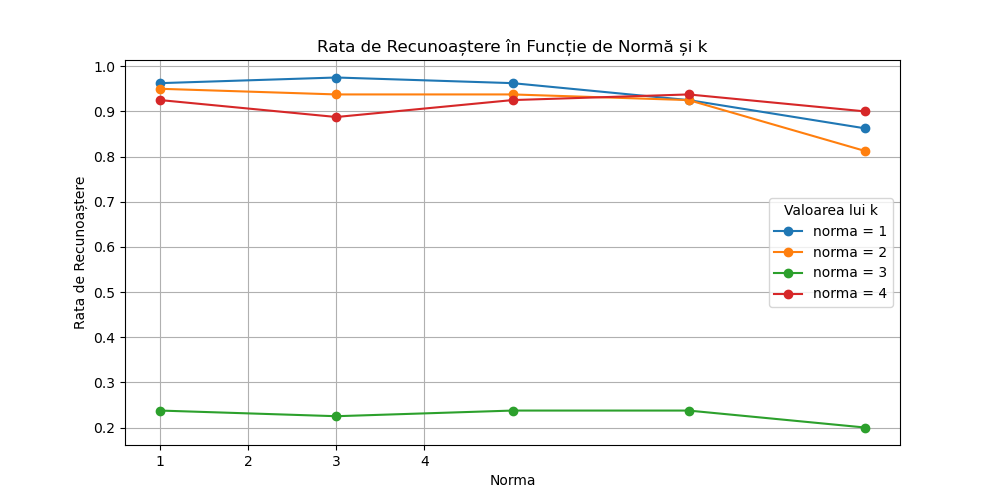 Rata de Recunoaștere în Funcție de Normă și k
Rata de Recunoaștere
1.0
0.9
0.8
0.7
0.6
0.5
0.4
0.3
0.2
Valoarea lui k
norma = 1
norma = 2
norma = 3
norma = 4
1 2 3 4
Norma